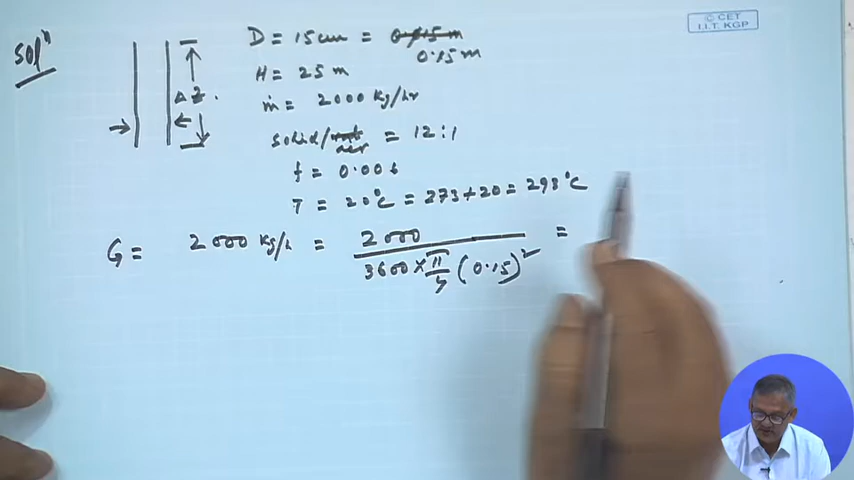 © CET
I.I.T. KGP
Solⁿ
D = 15 cm =
0.15 m
H = 25 m
ΔZ.
ṁ = 2000 Kg/hr
solid/air = 12:1
f = 0.006
T = 20°C = 273+20 = 293°C
G = 2000 kg/h = 2000 / 3600 × π/4 (0.15)² =